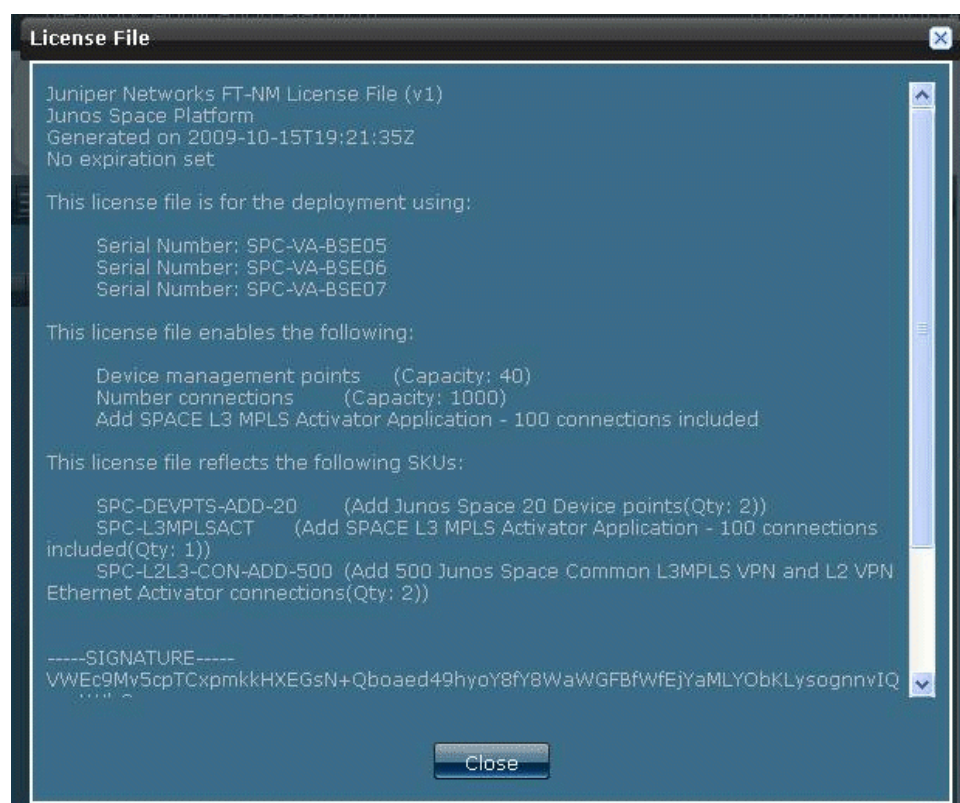 License File
Juniper Networks FT-NM License File (v1)
Junos Space Platform
Generated on 2009-10-15T19:21:35Z
No expiration set
This license file is for the deployment using:
Serial Number: SPC-VA-BSE05
Serial Number: SPC-VA-BSE06
Serial Number: SPC-VA-BSE07
This license file enables the following:
Device management points (Capacity: 40)
Number connections (Capacity: 1000)
Add SPACE L3 MPLS Activator Application - 100 connections included
This license file reflects the following SKUs:
SPC-DEVPTS-ADD-20 (Add Junos Space 20 Device points(Qty: 2))
SPC-L3MPLSACT (Add SPACE L3 MPLS Activator Application - 100 connections
included(Qty: 1))
SPC-L2L3-CON-ADD-500 (Add 500 Junos Space Common L3MPLS VPN and L2 VPN
Ethernet Activator connections(Qty: 2))
-----SIGNATURE-----
VWEc9Mv5cpTCxpmkkHXEGsN+Qboaed49hyoY8fY8WaWGFBfWfEjYaMLYObKLysognnvIQ
Close